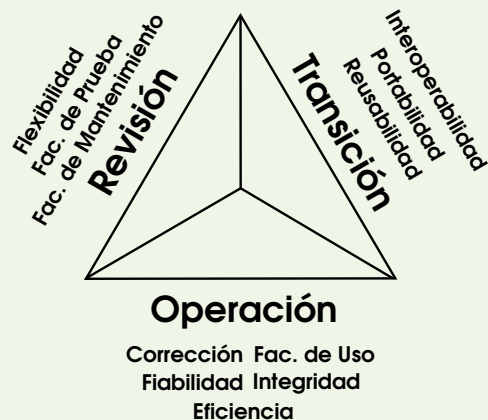 Flexibilidad
Fac. de Prueba
Fac. de Mantenimiento
Revisión
Interoperabilidad
Portabilidad
Reusabilidad
Transición
Operación
Corrección Fac. de Uso
Fiabilidad Integridad
Eficiencia